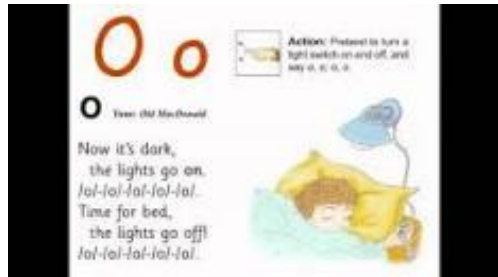 O o
Action: Pretend to turn a
light switch on and off, and
say o, o; o, o.
o Tune: Old MacDonald
Now it's dark,
the lights go on.
/o/-/o/-/o/-/o/-/o/.
Time for bed,
the lights go off!
/o/-/o/-/o/-/o/-/o/.